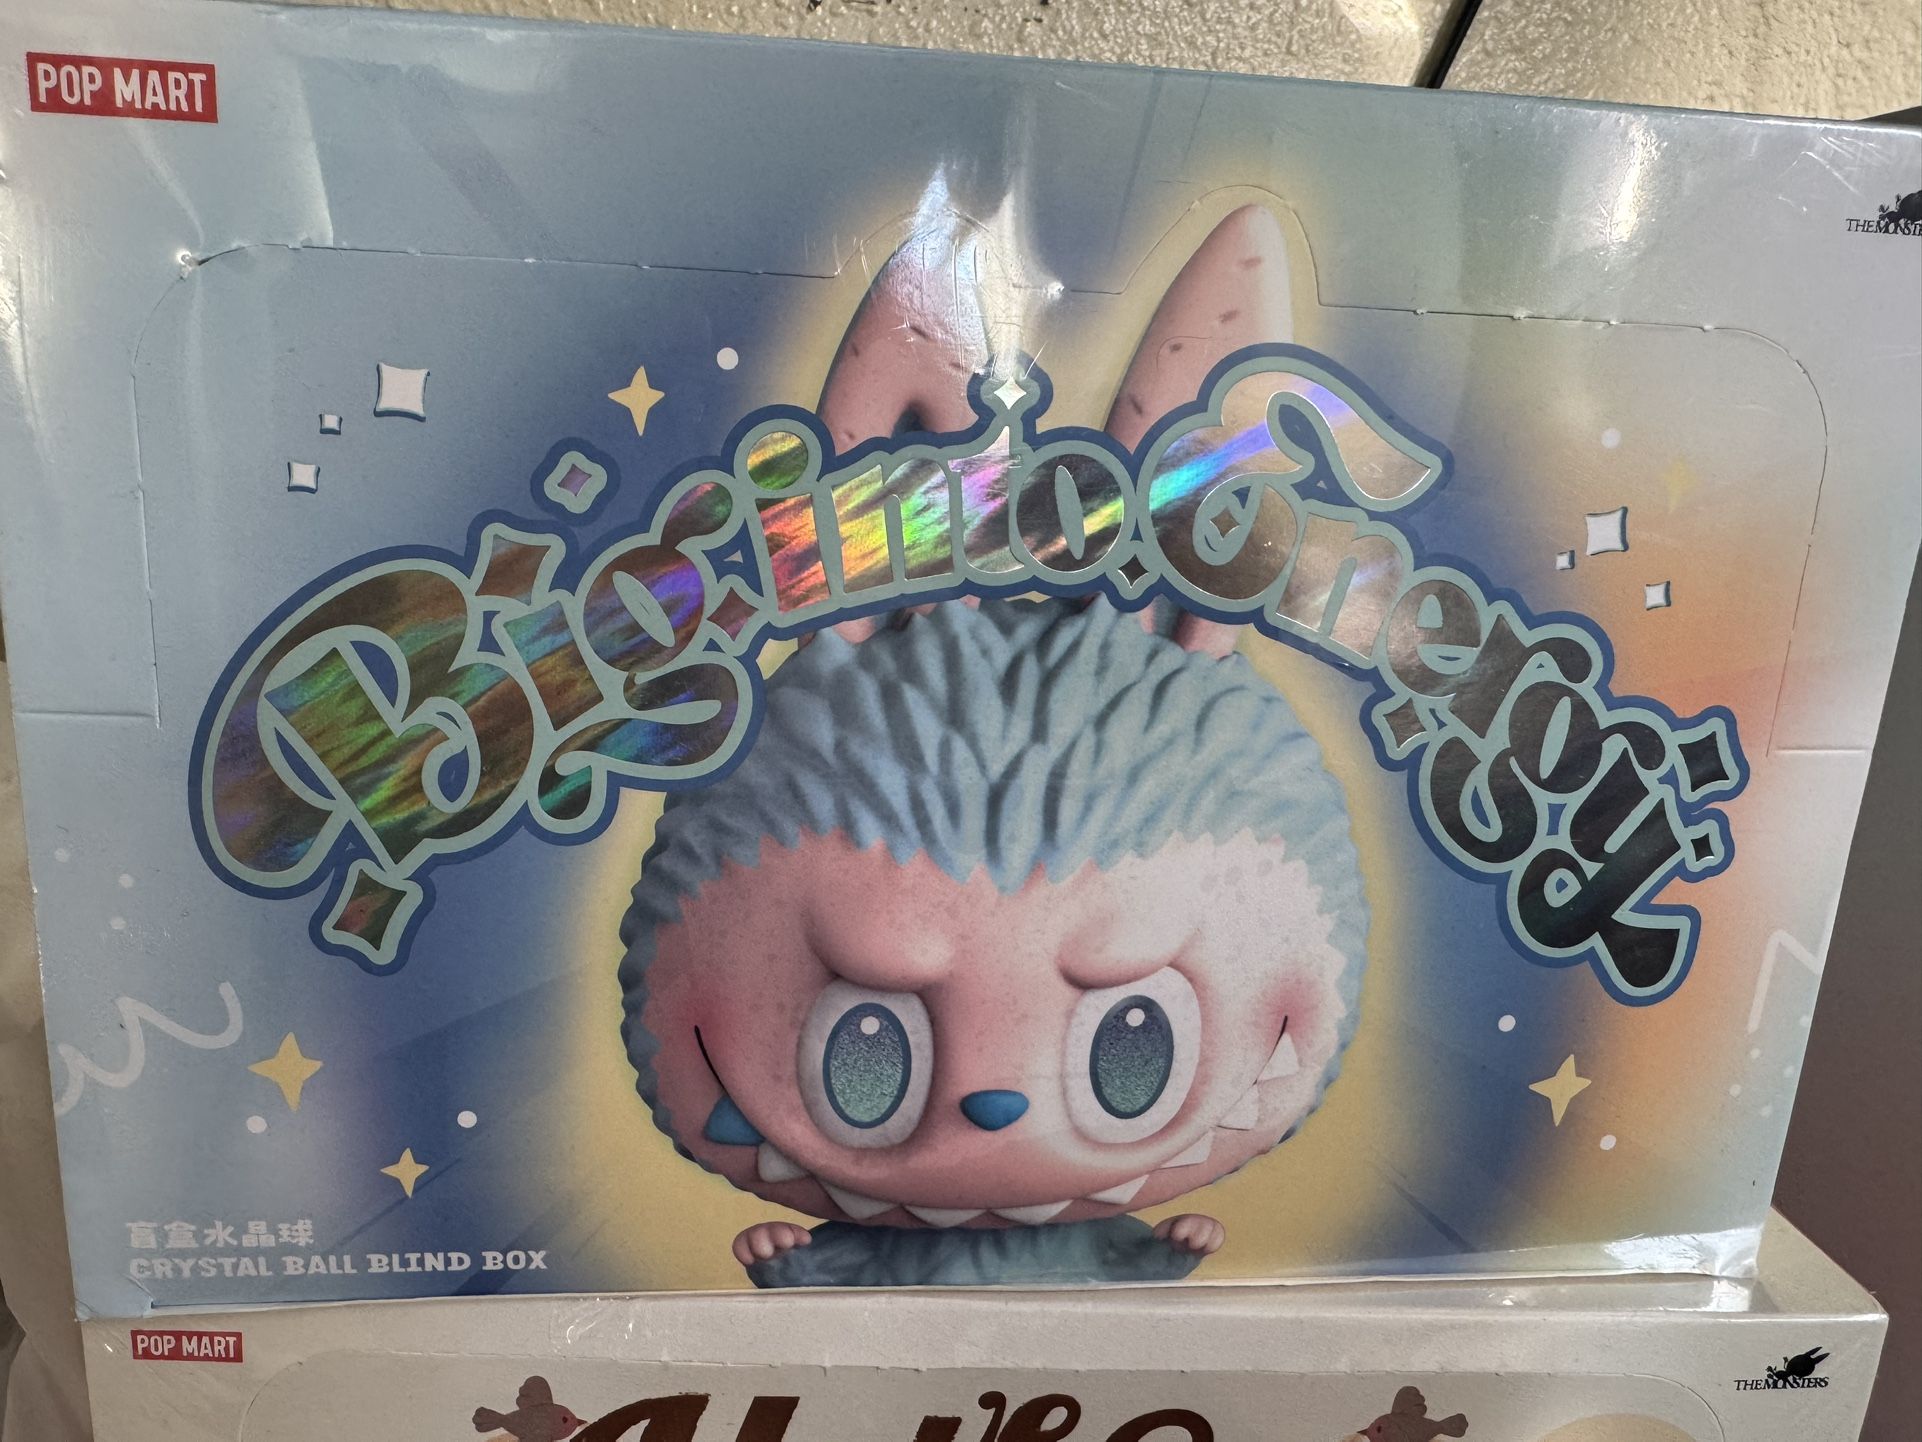 POP MART
THE MONSTERS
Big into Energy
盲盒水晶球
CRYSTAL BALL BLIND BOX
POP MART
THE MONSTERS